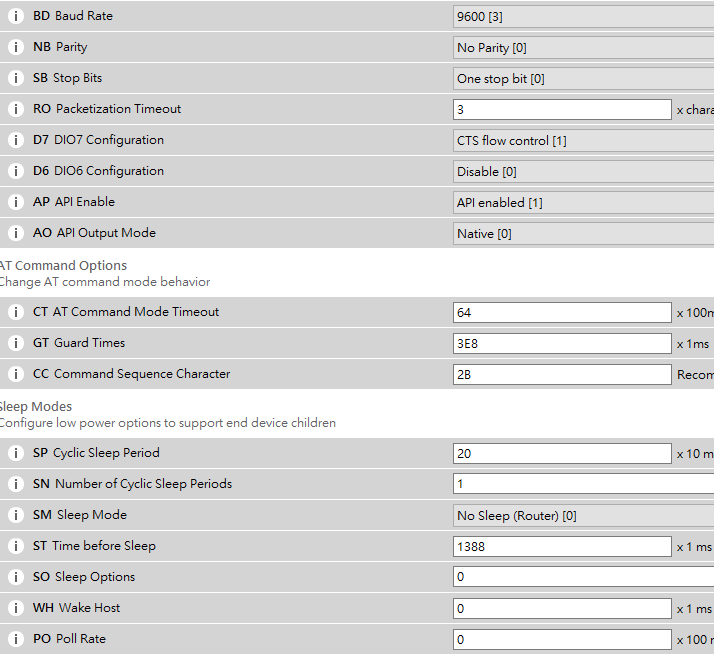 i BD Baud Rate 9600 [3]
i NB Parity No Parity [0]
i SB Stop Bits One stop bit [0]
i RO Packetization Timeout 3 x chara
i D7 DIO7 Configuration CTS flow control [1]
i D6 DIO6 Configuration Disable [0]
i AP API Enable API enabled [1]
i AO API Output Mode Native [0]
AT Command Options
Change AT command mode behavior
i CT AT Command Mode Timeout 64 x 100m
i GT Guard Times 3E8 x 1ms
i CC Command Sequence Character 2B Recom
Sleep Modes
Configure low power options to support end device children
i SP Cyclic Sleep Period 20 x 10 m
i SN Number of Cyclic Sleep Periods 1
i SM Sleep Mode No Sleep (Router) [0]
i ST Time before Sleep 1388 x 1 ms
i SO Sleep Options 0
i WH Wake Host 0 x 1 ms
i PO Poll Rate 0 x 100 m